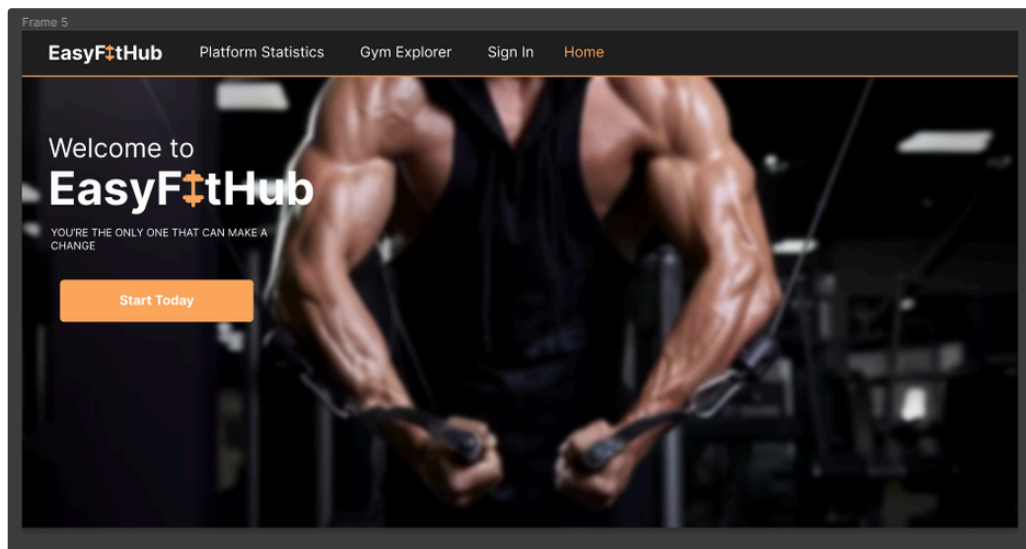 Frame 5
EasyFitHub Platform Statistics Gym Explorer Sign In Home
Welcome to
EasyFitHub
YOU'RE THE ONLY ONE THAT CAN MAKE A
CHANGE
Start Today